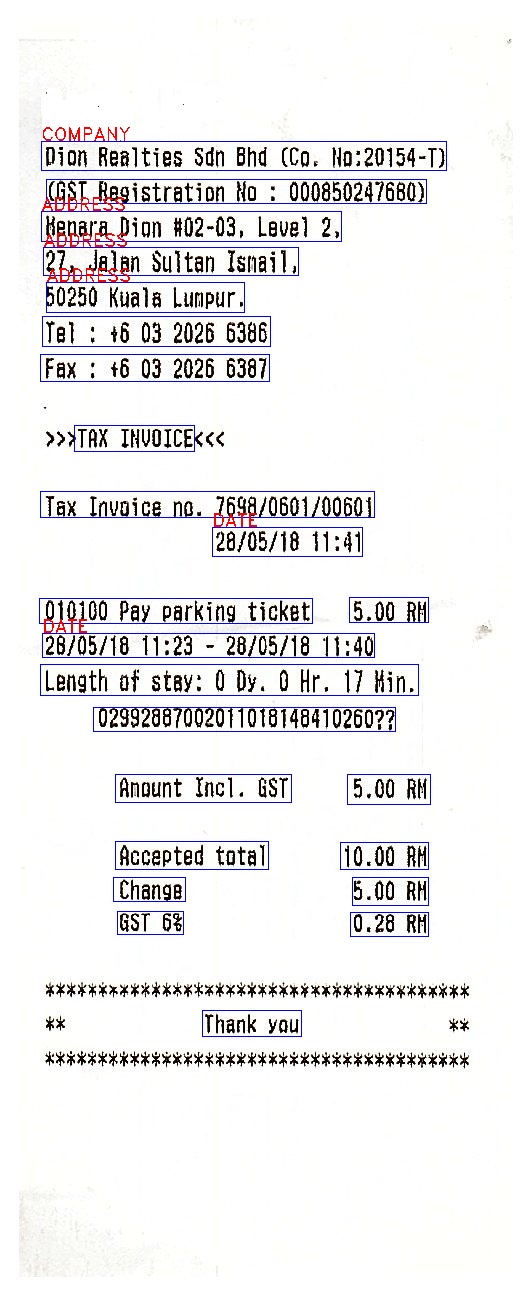 COMPANY
Dion Realties Sdn Bhd (Co. No:20154-T)
(GST Registration No : 000850247680)
ADDRESS
Menara Dion #02-03, Level 2,
ADDRESS
27, Jalan Sultan Ismail,
ADDRESS
50250 Kuala Lumpur.
Tel : +6 03 2026 6386
Fax : +6 03 2026 6387
>>>TAX INVOICE<<<
Tax Invoice no. 7698/0601/00601
DATE
28/05/18 11:41
010100 Pay parking ticket 5.00 RM
DATE
28/05/18 11:23 - 28/05/18 11:40
Length of stay: 0 Dy. 0 Hr. 17 Min.
02992887002011018148410260??
Amount Incl. GST 5.00 RM
Accepted total 10.00 RM
Change 5.00 RM
GST 6% 0.28 RM
****************************************
** Thank you **
****************************************